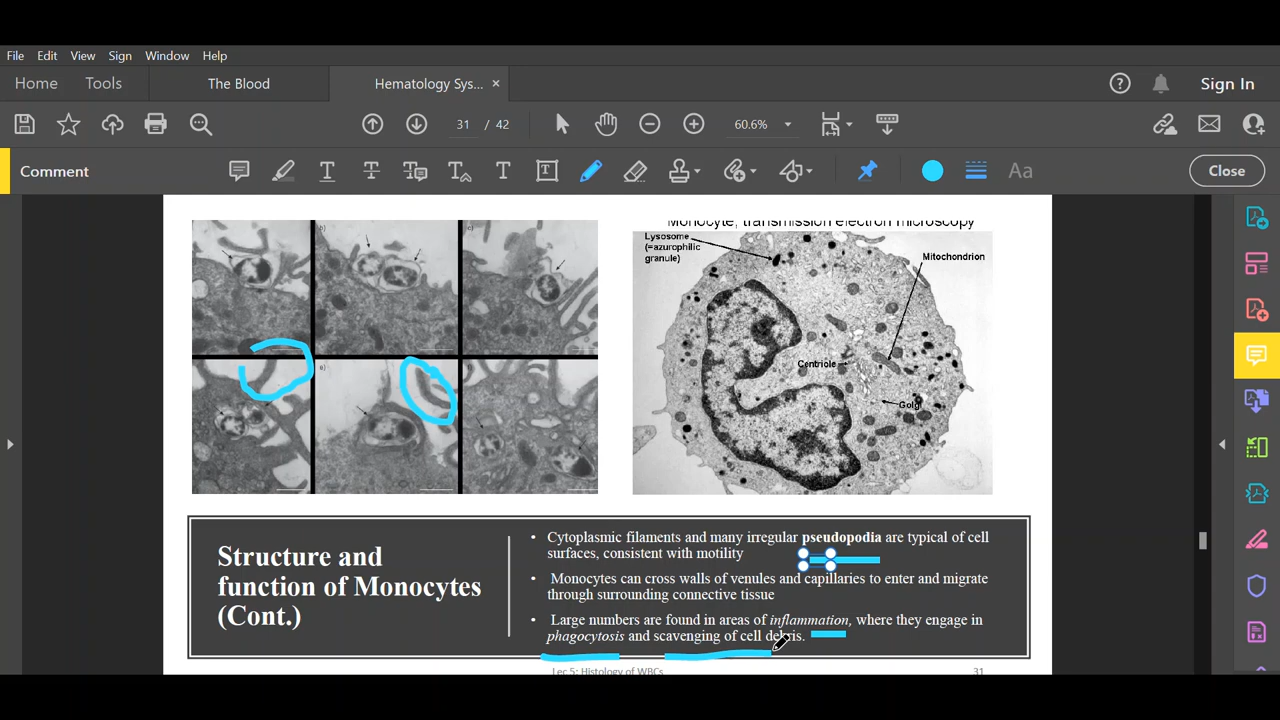 File Edit View Sign Window Help
Home Tools The Blood Hematology Sys... × Sign In
31 / 42 60.6%
Comment Aa Close
Monocyte, transmission electron microscopy
Lysosome
(=azurophilic
granule)
Mitochondrion
Centriole
Golgi
Structure and
function of Monocytes
(Cont.)
• Cytoplasmic filaments and many irregular pseudopodia are typical of cell
surfaces, consistent with motility
• Monocytes can cross walls of venules and capillaries to enter and migrate
through surrounding connective tissue
• Large numbers are found in areas of inflammation, where they engage in
phagocytosis and scavenging of cell debris.
Lec 5: Histology of WBCs 31